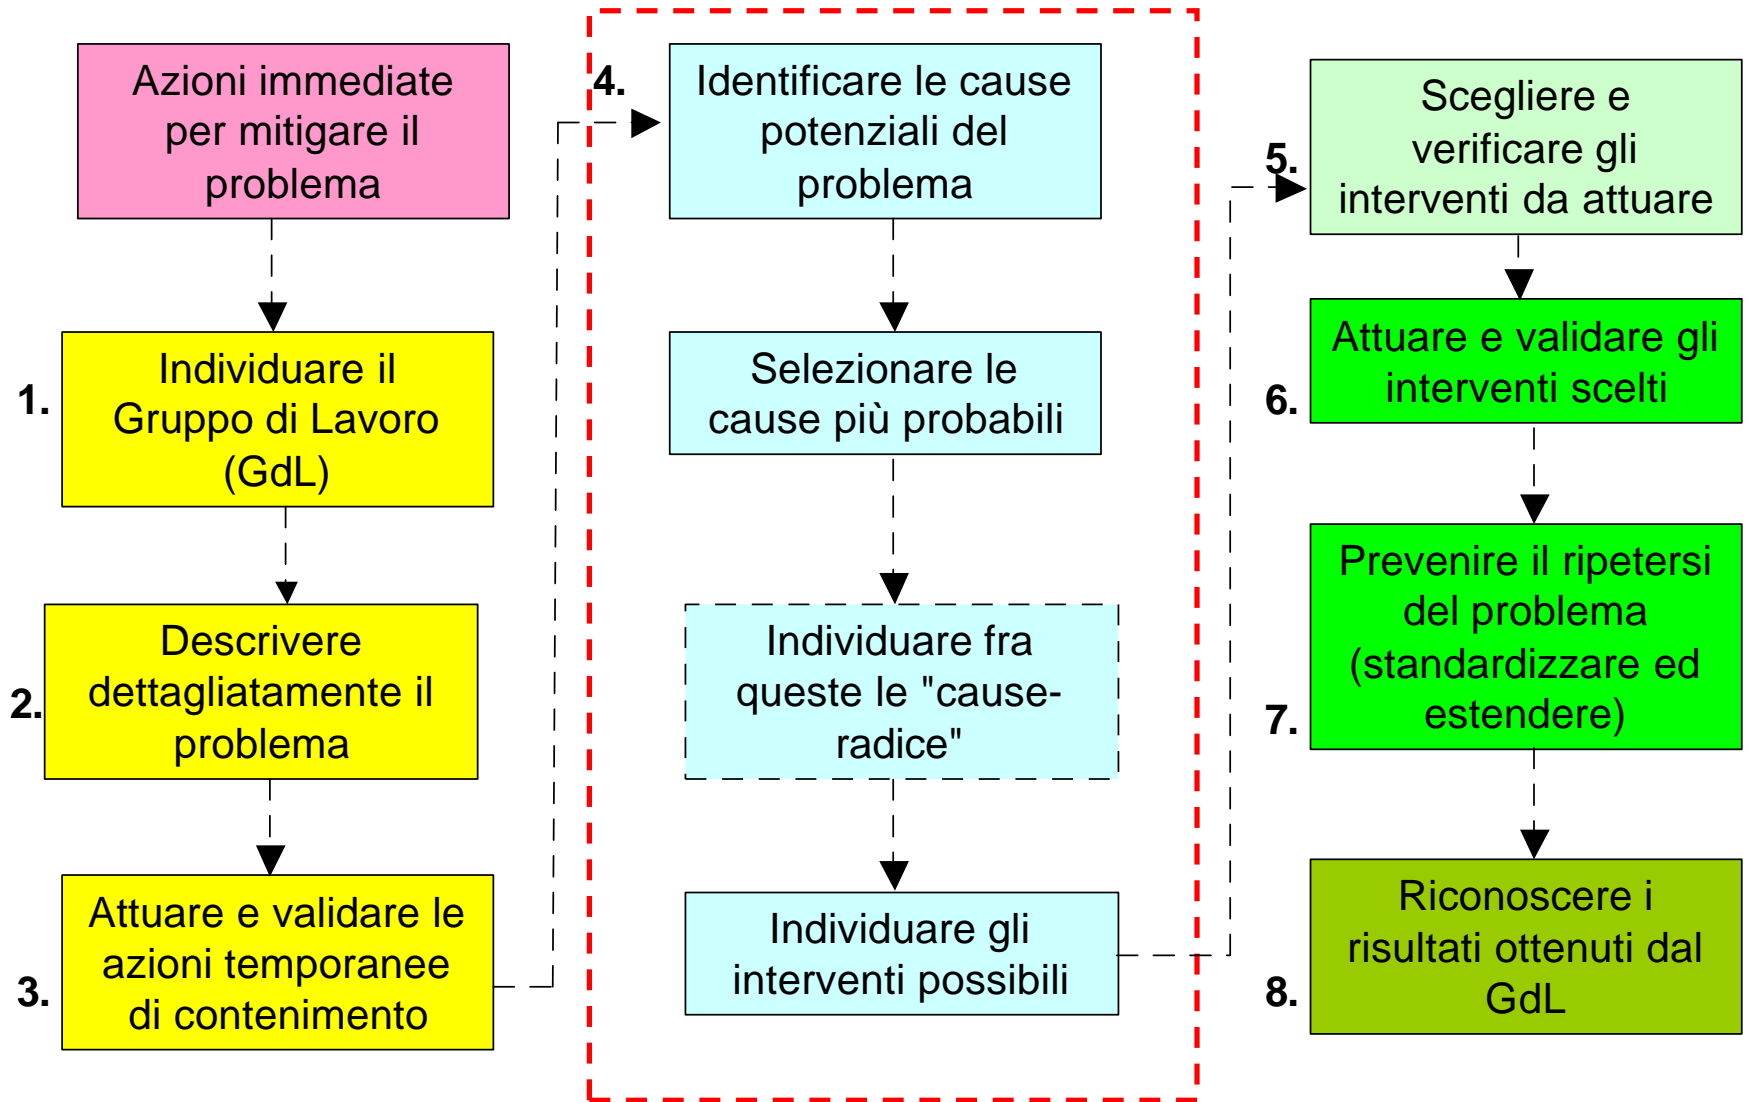 Azioni immediate
per mitigare il
problema
1.
Individuare il
Gruppo di Lavoro
(GdL)
2.
Descrivere
dettagliatamente il
problema
3.
Attuare e validare le
azioni temporanee
di contenimento
4.
Identificare le cause
potenziali del
problema
Selezionare le
cause più probabili
Individuare fra
queste le "cause-
radice"
Individuare gli
interventi possibili
5.
Scegliere e
verificare gli
interventi da attuare
6.
Attuare e validare gli
interventi scelti
7.
Prevenire il ripetersi
del problema
(standardizzare ed
estendere)
8.
Riconoscere i
risultati ottenuti dal
GdL